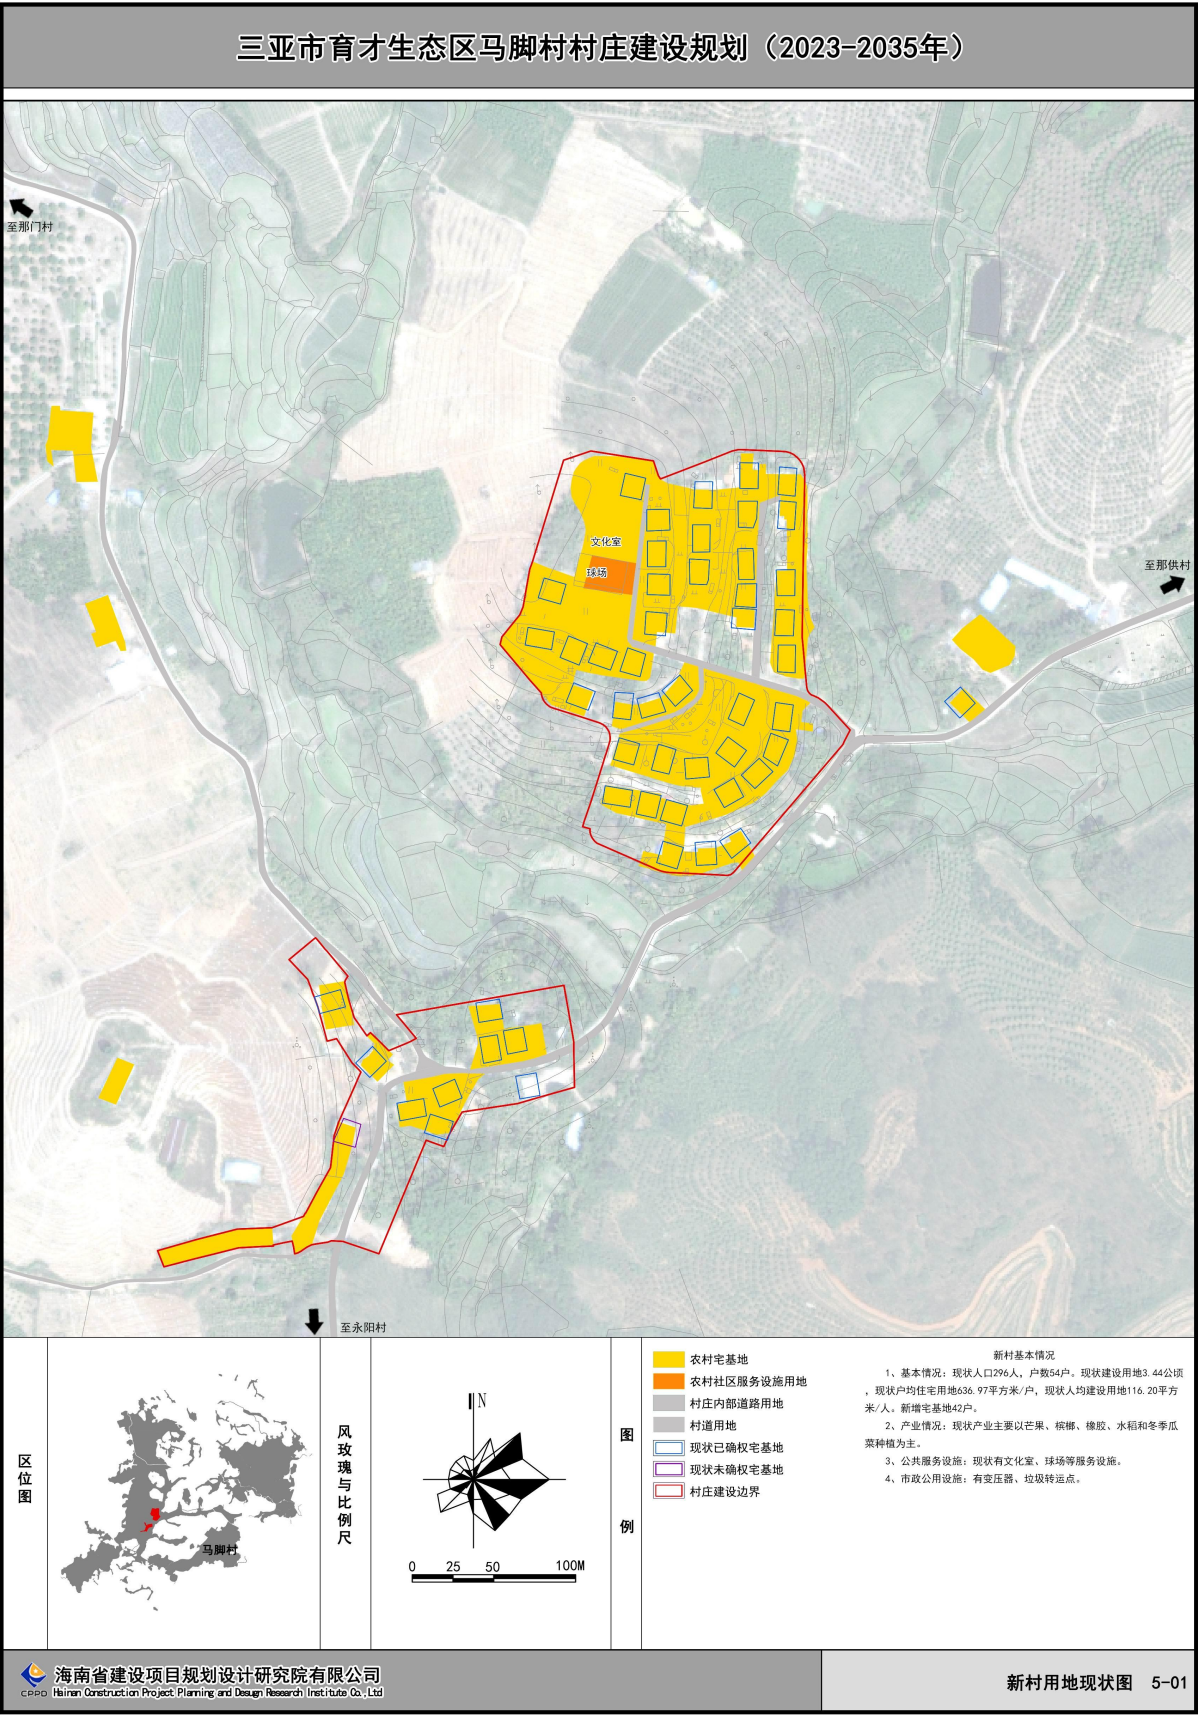 三亚市育才生态区马脚村村庄建设规划（2023-2035年）
至那门村
至那供村
文化室
球场
至永阳村
区位图
马脚村
风玫瑰与比例尺
N
0 25 50 100M
图例
农村宅基地
农村社区服务设施用地
村庄内部道路用地
村道用地
现状已确权宅基地
现状未确权宅基地
村庄建设边界
新村基本情况
1、基本情况：现状人口296人，户数54户。现状建设用地3.44公顷
，现状户均住宅用地636.97平方米/户，现状人均建设用地116.20平方
米/人。新增宅基地42户。
2、产业情况：现状产业主要以芒果、槟榔、橡胶、水稻和冬季瓜
菜种植为主。
3、公共服务设施：现状有文化室、球场等服务设施。
4、市政公用设施：有变压器、垃圾转运点。
CPPD
海南省建设项目规划设计研究院有限公司
Hainan Construction Project Planning and Desugn Research Institute Co.,Ltd
新村用地现状图 5-01